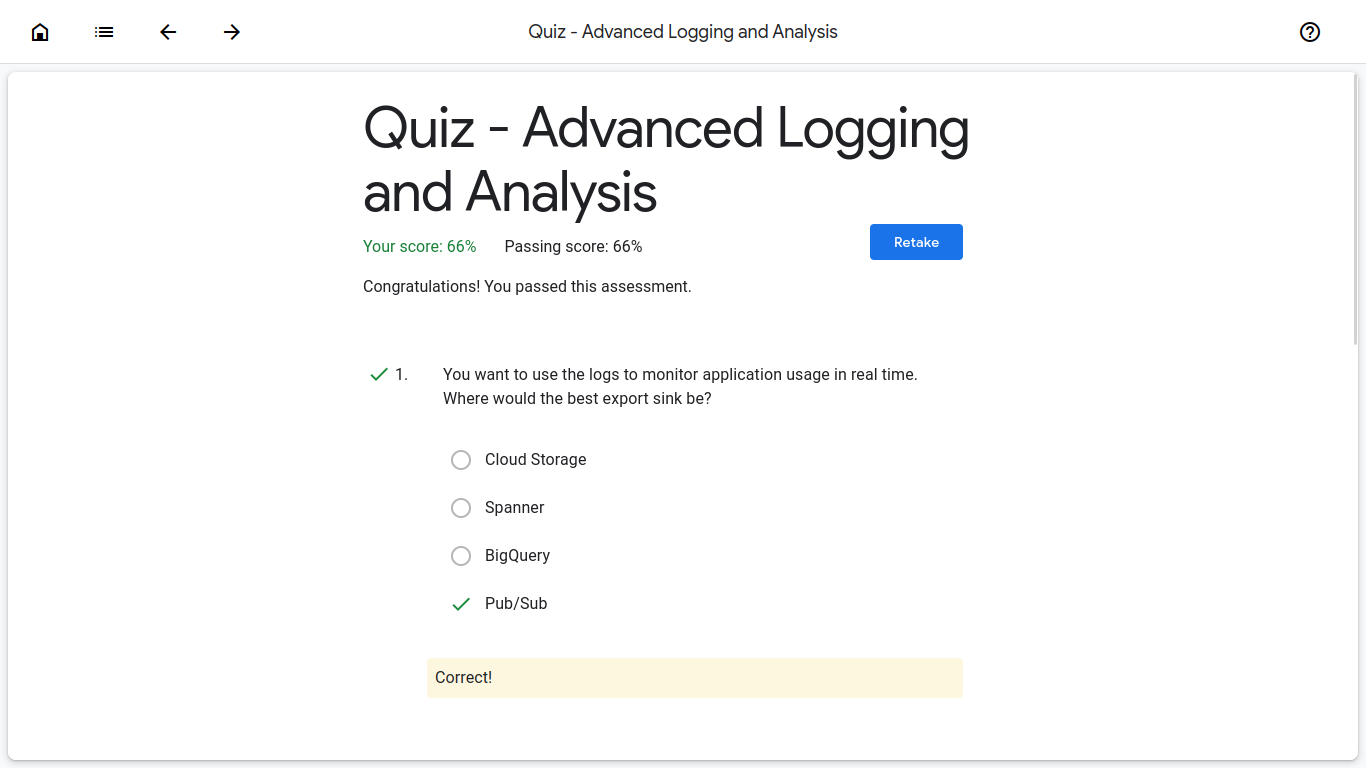 Quiz - Advanced Logging and Analysis
Quiz - Advanced Logging
and Analysis
Your score: 66% Passing score: 66%
Retake
Congratulations! You passed this assessment.
1. You want to use the logs to monitor application usage in real time.
Where would the best export sink be?
Cloud Storage
Spanner
BigQuery
Pub/Sub
Correct!